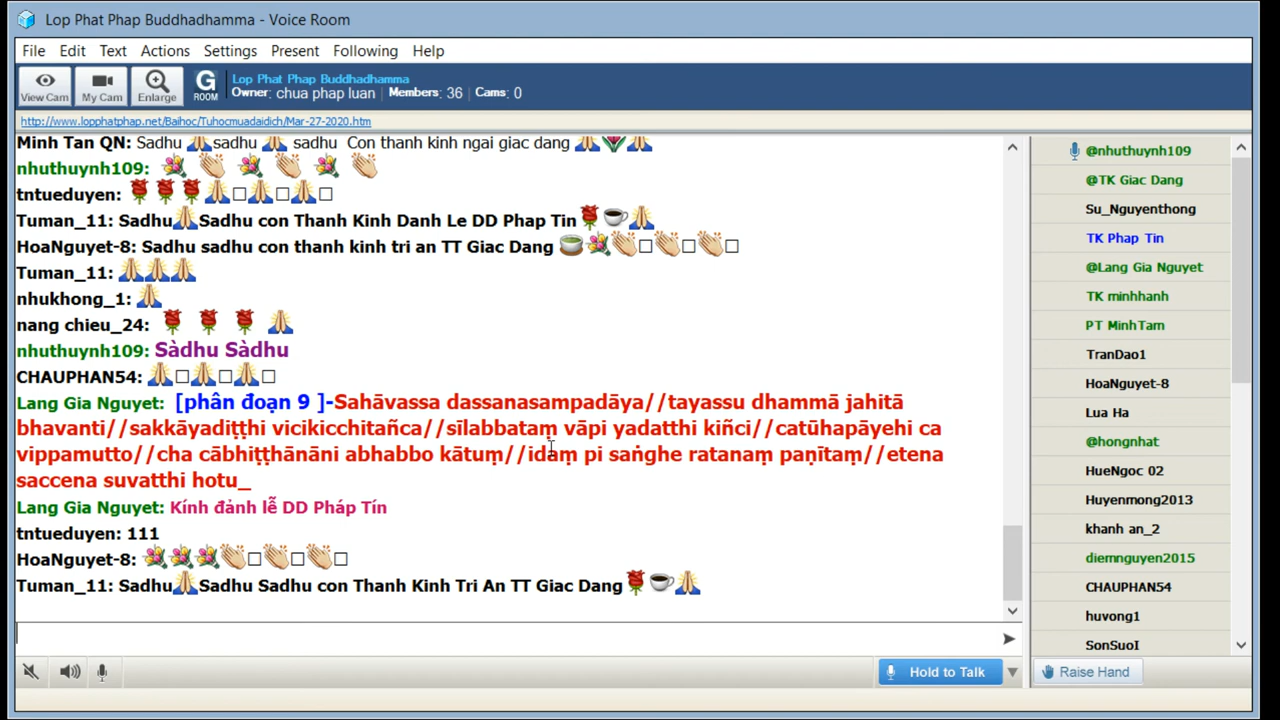 Lop Phat Phap Buddhadhamma - Voice Room
File Edit Text Actions Settings Present Following Help
View Cam My Cam Enlarge G ROOM Lop Phat Phap Buddhadhamma
Owner: chua phap luan / Members: 36 / Cams: 0
http://www.lopphatphap.net/Baihoc/Tuhocmuadaidich/Mar-27-2020.htm
Minh Tan QN: Sadhu 🙏sadhu 🙏 sadhu Con thanh kinh ngai giac dang 🙏🌷🙏
nhuthuynh109: 💐 👏 💐 👏 💐 👏
tntueduyen: 🌹🌹🌹🙏□🙏□🙏□
Tuman_11: Sadhu🙏Sadhu con Thanh Kinh Danh Le DD Phap Tin🌹☕🙏
HoaNguyet-8: Sadhu sadhu con thanh kinh tri an TT Giac Dang 🍵💐👏□👏□👏□
Tuman_11: 🙏🙏🙏
nhukhong_1: 🙏
nang chieu_24: 🌹 🌹 🌹 🙏
nhuthuynh109: Sàdhu Sàdhu
CHAUPHAN54: 🙏□🙏□🙏□
Lang Gia Nguyet: [phân đoạn 9 ]-Sahāvassa dassanasampadāya//tayassu dhammā jahitā
bhavanti//sakkāyadiṭṭhi vicikicchitañca//sīlabbataṃ vāpi yadatthi kiñci//catūhapāyehi ca
vippamutto//cha cābhiṭṭhānāni abhabbo kātuṃ//idaṃ pi saṅghe ratanaṃ paṇītaṃ//etena
saccena suvatthi hotu_
Lang Gia Nguyet: Kính đảnh lễ DD Pháp Tín
tntueduyen: 111
HoaNguyet-8: 💐💐💐👏□👏□👏□
Tuman_11: Sadhu🙏Sadhu Sadhu con Thanh Kinh Tri An TT Giac Dang🌹☕🙏
@nhuthuynh109
@TK Giac Dang
Su_Nguyenthong
TK Phap Tin
@Lang Gia Nguyet
TK minhhanh
PT MinhTam
TranDao1
HoaNguyet-8
Lua Ha
@hongnht
HueNgoc 02
Huyenmong2013
khanh an_2
diemnguyen2015
CHAUPHAN54
huvong1
SonSuoI
Hold to Talk
Raise Hand